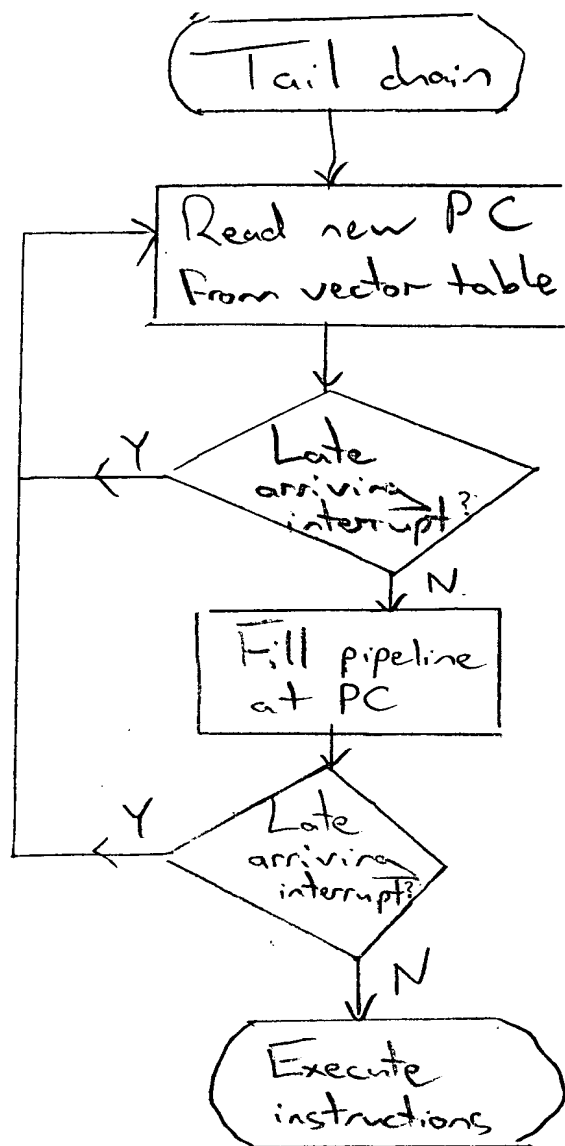 Tail chain
Read new PC
From vector table
Late
arriving
interrupt?
Y
N
Fill pipeline
at PC
Late
arriving
interrupt?
Y
N
Execute
instructions